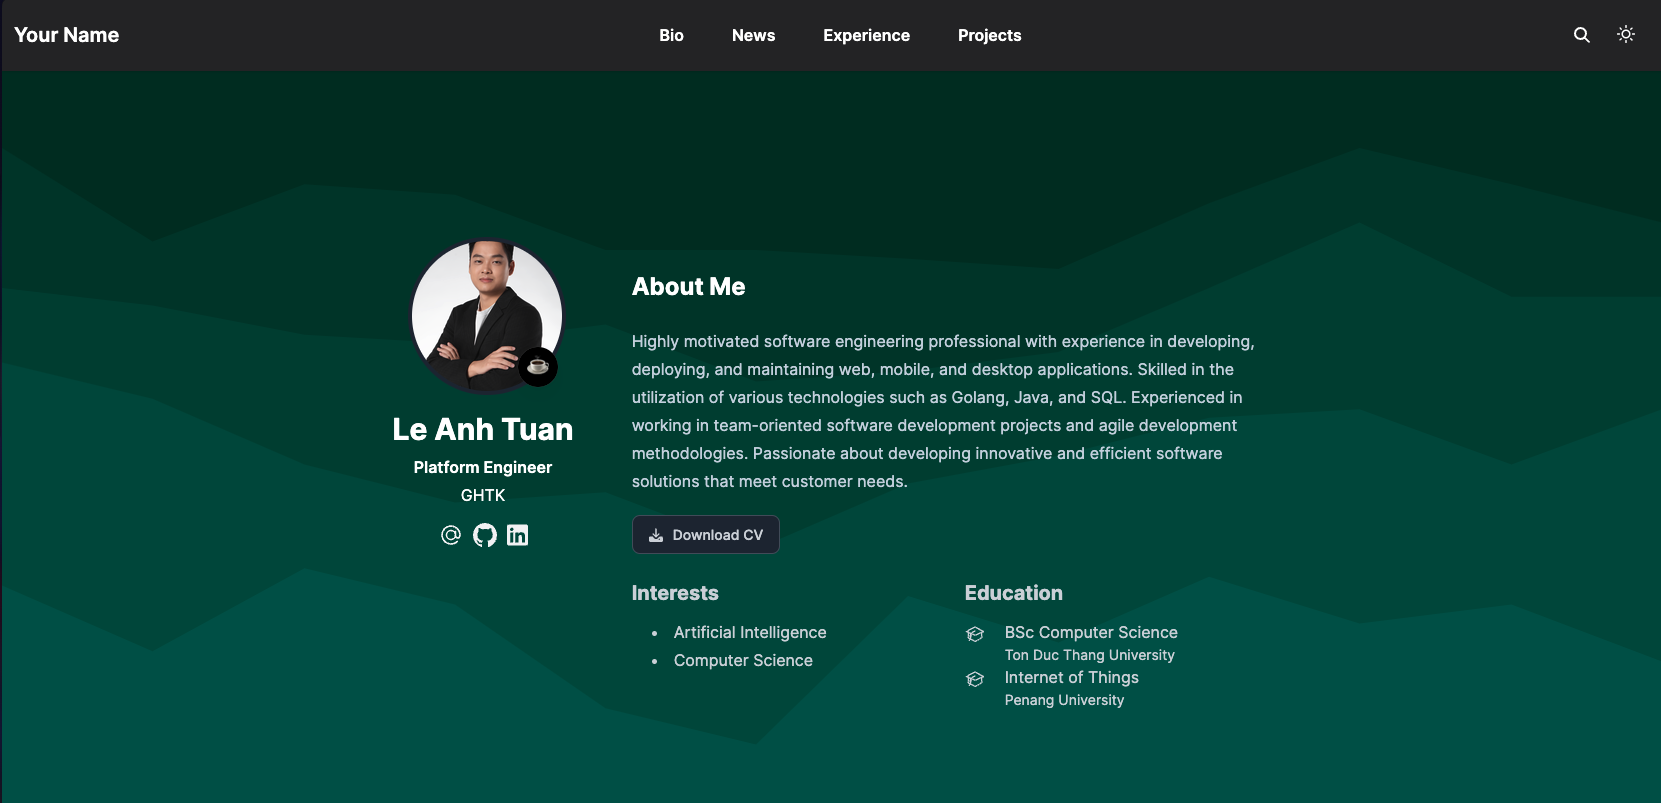 Your Name
Bio
News
Experience
Projects
Le Anh Tuan
Platform Engineer
GHTK
About Me
Highly motivated software engineering professional with experience in developing,
deploying, and maintaining web, mobile, and desktop applications. Skilled in the
utilization of various technologies such as Golang, Java, and SQL. Experienced in
working in team-oriented software development projects and agile development
methodologies. Passionate about developing innovative and efficient software
solutions that meet customer needs.
Download CV
Interests
Artificial Intelligence
Computer Science
Education
BSc Computer Science
Ton Duc Thang University
Internet of Things
Penang University